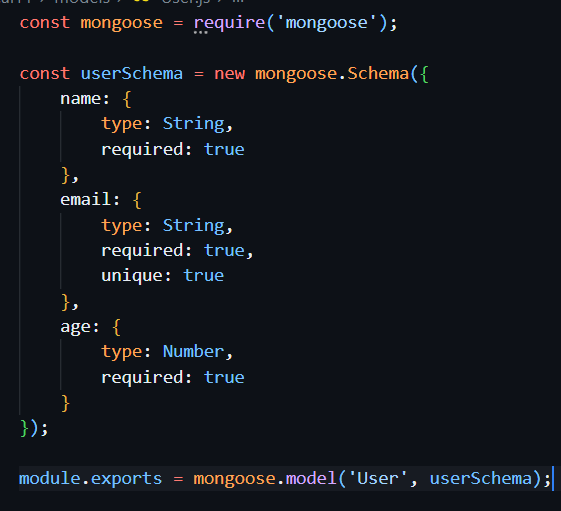 const mongoose = require('mongoose');
const userSchema = new mongoose.Schema({
    name: {
        type: String,
        required: true
    },
    email: {
        type: String,
        required: true,
        unique: true
    },
    age: {
        type: Number,
        required: true
    }
});
module.exports = mongoose.model('User', userSchema);